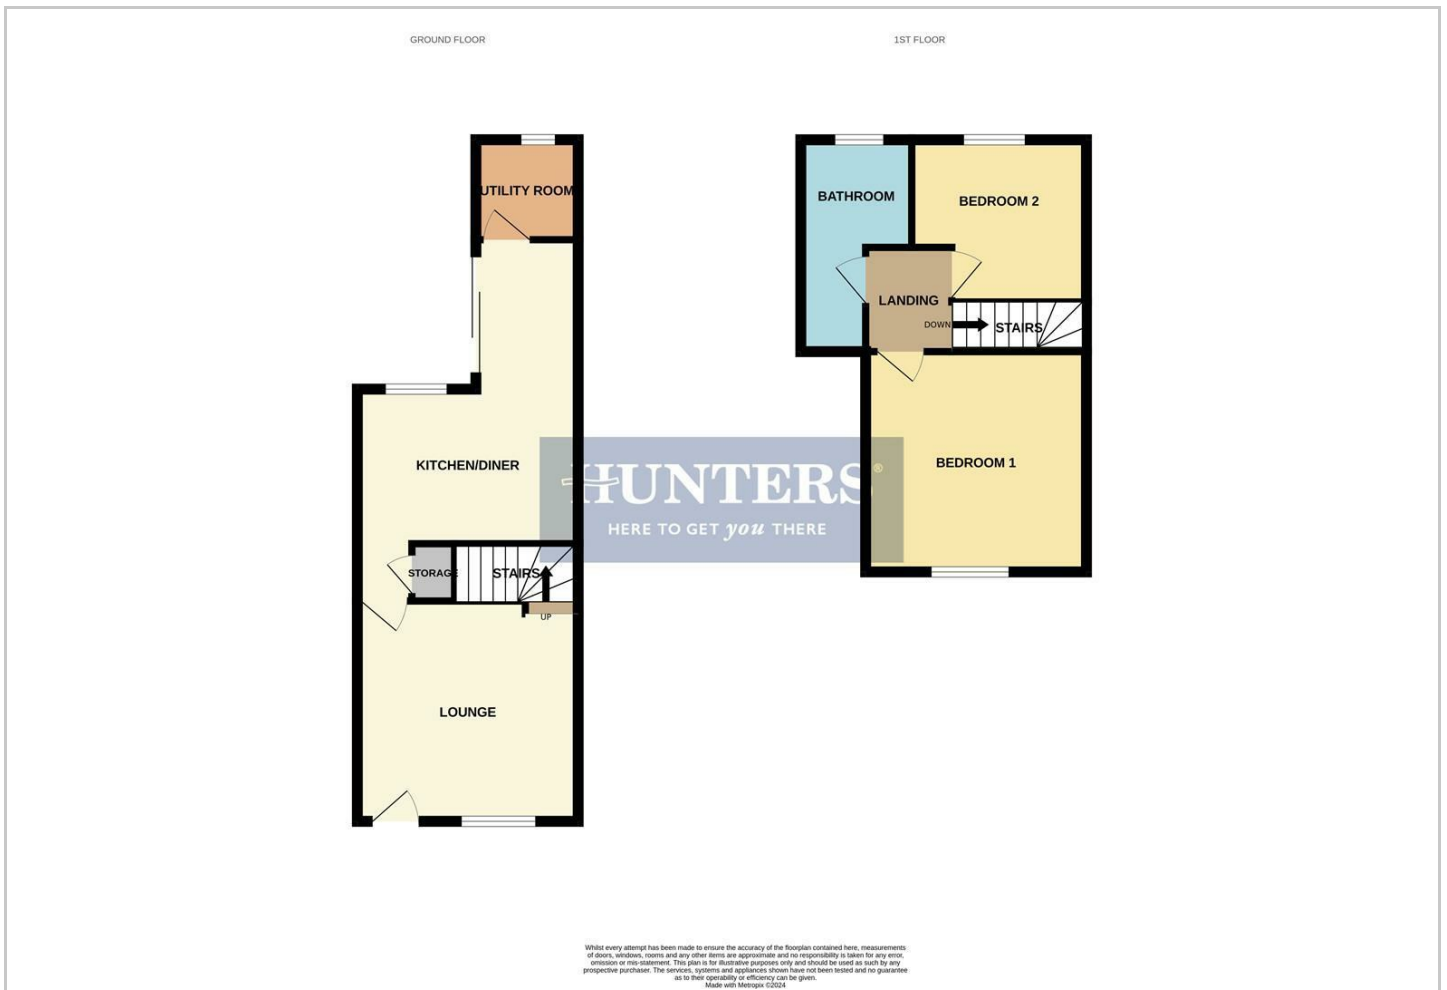 GROUND FLOOR
1ST FLOOR
UTILITY ROOM
BATHROOM
BEDROOM 2
LANDING
DOWN
STAIRS
KITCHEN/DINER
BEDROOM 1
HUNTERS®
HERE TO GET you THERE
STORAGE
STAIRS
UP
LOUNGE
Whilst every attempt has been made to ensure the accuracy of the floorplan contained here, measurements
of doors, windows, rooms and any other items are approximate and no responsibility is taken for any error,
omission or mis-statement. This plan is for illustrative purposes only and should be used as such by any
prospective purchaser. The services, systems and appliances shown have not been tested and no guarantee
as to their operability or efficiency can be given.
Made with Metropix ©2024